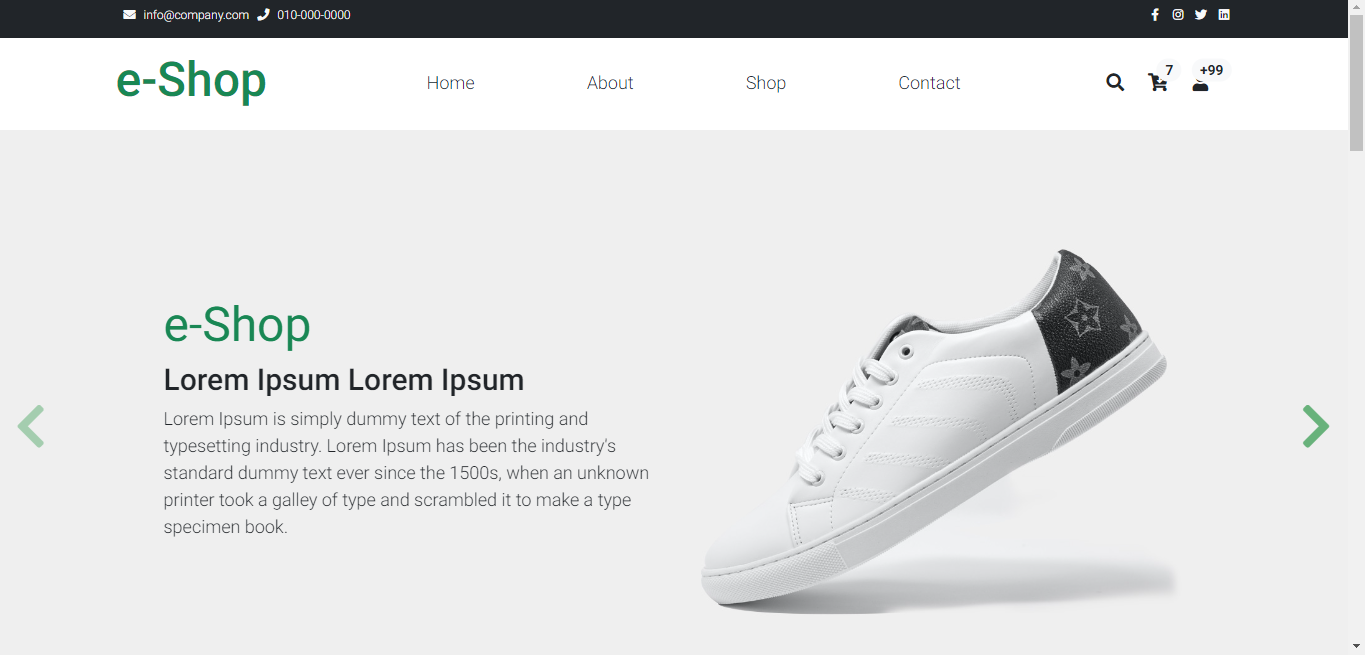 info@company.com 010-000-0000
e-Shop
Home About Shop Contact
7 +99
e-Shop
Lorem Ipsum Lorem Ipsum
Lorem Ipsum is simply dummy text of the printing and
typesetting industry. Lorem Ipsum has been the industry's
standard dummy text ever since the 1500s, when an unknown
printer took a galley of type and scrambled it to make a type
specimen book.